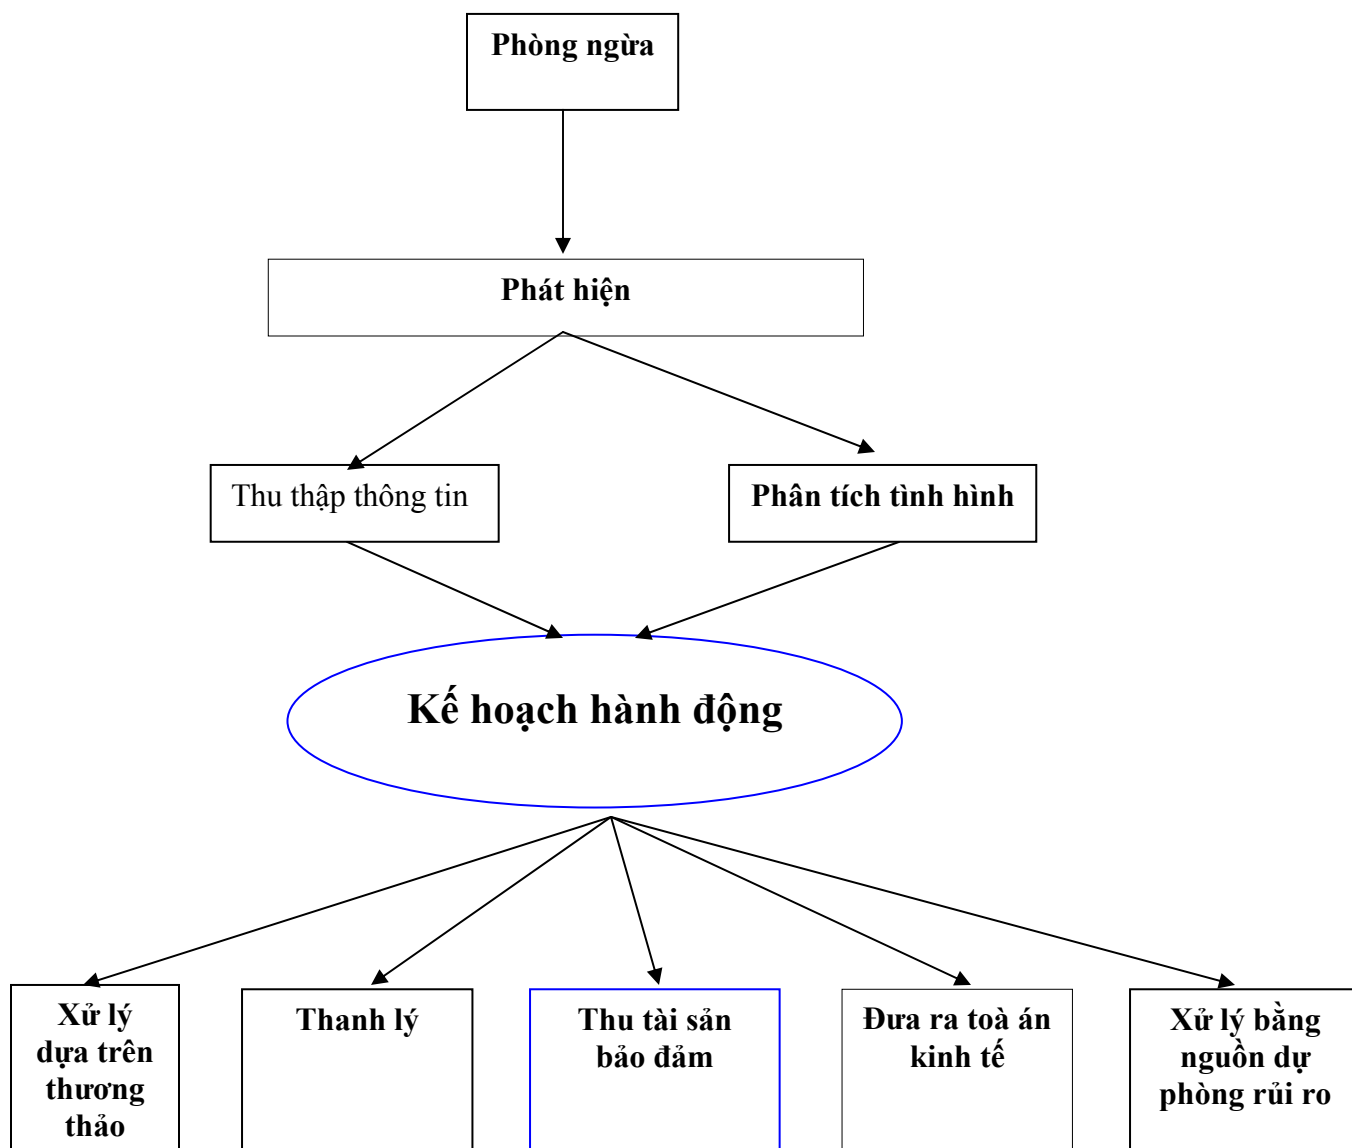 Phòng ngừa
Phát hiện
Thu thập thông tin
Phân tích tình hình
Kế hoạch hành động
Xử lý
dựa trên
thương
thảo
Thanh lý
Thu tài sản
bảo đảm
Đưa ra toà án
kinh tế
Xử lý bằng
nguồn dự
phòng rủi ro